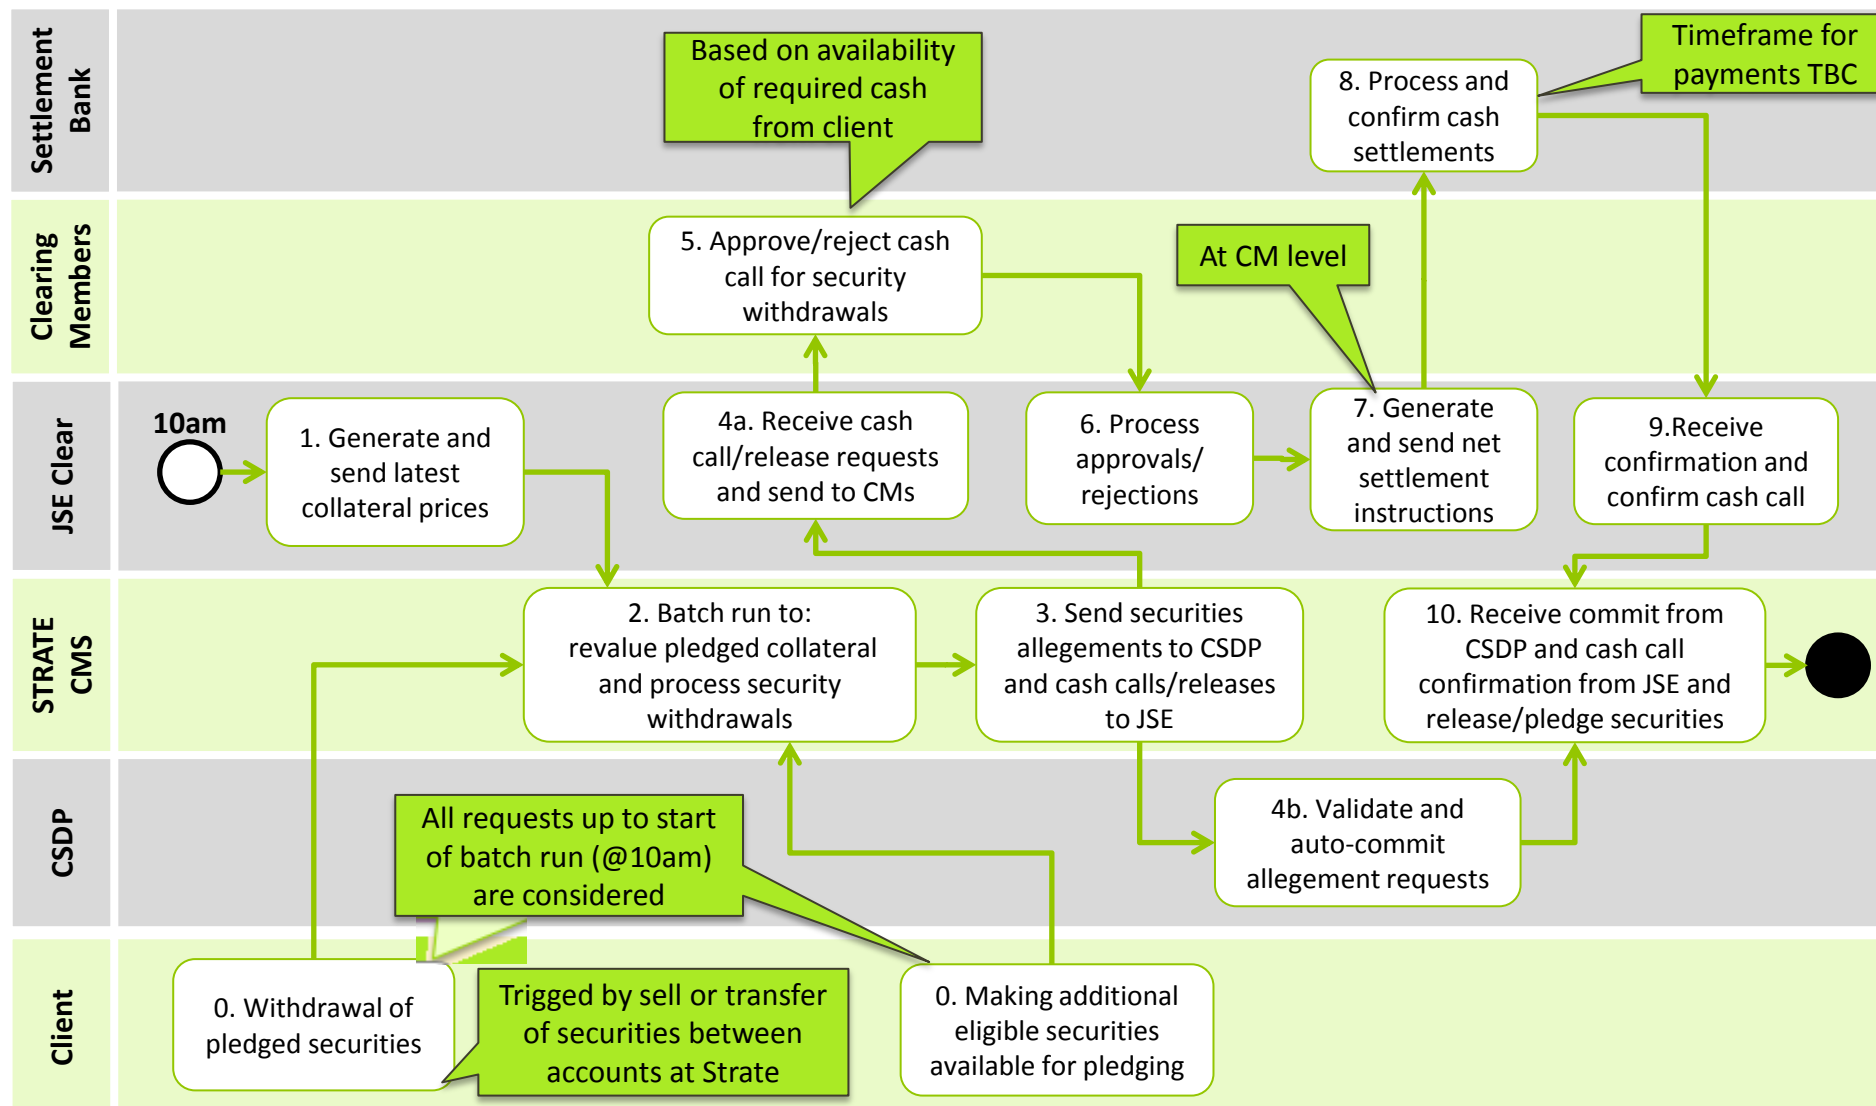 Settlement
Bank
Based on availability
of required cash
from client
8. Process and
confirm cash
settlements
Timeframe for
payments TBC
Clearing
Members
5. Approve/reject cash
call for security
withdrawals
At CM level
JSE Clear
10am
1. Generate and
send latest
collateral prices
4a. Receive cash
call/release requests
and send to CMs
6. Process
approvals/
rejections
7. Generate
and send net
settlement
instructions
9.Receive
confirmation and
confirm cash call
STRATE
CMS
2. Batch run to:
revalue pledged collateral
and process security
withdrawals
3. Send securities
allegements to CSDP
and cash calls/releases
to JSE
10. Receive commit from
CSDP and cash call
confirmation from JSE and
release/pledge securities
CSDP
All requests up to start
of batch run (@10am)
are considered
4b. Validate and
auto-commit
allegement requests
Client
0. Withdrawal of
pledged securities
Trigged by sell or transfer
of securities between
accounts at Strate
0. Making additional
eligible securities
available for pledging